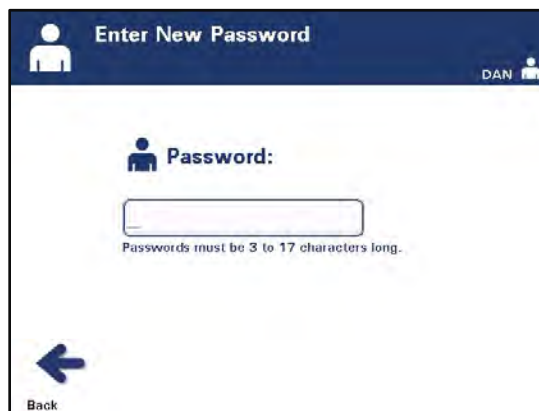 Enter New Password
DAN
Password:
_
Passwords must be 3 to 17 characters long.
Back